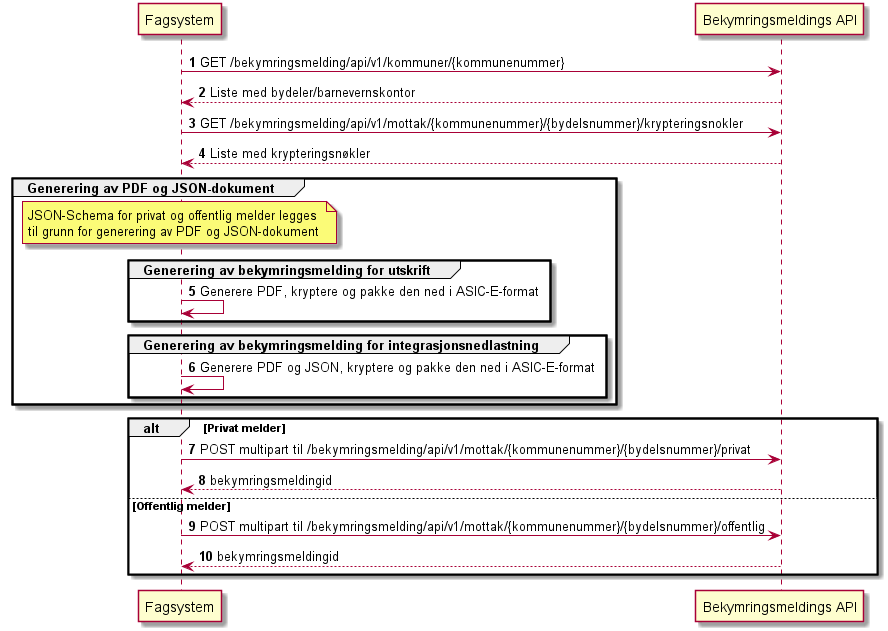 Fagsystem
Bekymringsmeldings API
1 GET /bekymringsmelding/api/v1/kommuner/{kommunenummer}
2 Liste med bydeler/barnevernskontor
3 GET /bekymringsmelding/api/v1/mottak/{kommunenummer}/{bydelsnummer}/krypteringsnokler
4 Liste med krypteringsnøkler
Generering av PDF og JSON-dokument
JSON-Schema for privat og offentlig melder legges
til grunn for generering av PDF og JSON-dokument
Generering av bekymringsmelding for utskrift
5 Generere PDF, kryptere og pakke den ned i ASIC-E-format
Generering av bekymringsmelding for integrasjonsnedlastning
6 Generere PDF og JSON, kryptere og pakke den ned i ASIC-E-format
alt [Privat melder]
7 POST multipart til /bekymringsmelding/api/v1/mottak/{kommunenummer}/{bydelsnummer}/privat
8 bekymringsmeldingid
[Offentlig melder]
9 POST multipart til /bekymringsmelding/api/v1/mottak/{kommunenummer}/{bydelsnummer}/offentlig
10 bekymringsmeldingid
Fagsystem
Bekymringsmeldings API